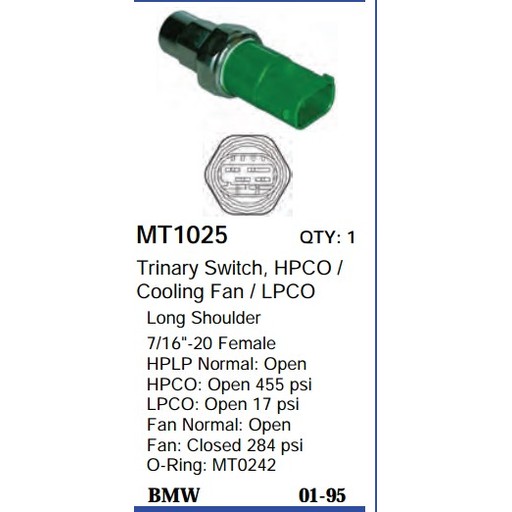 MT1025 QTY: 1
Trinary Switch, HPCO /
Cooling Fan / LPCO
Long Shoulder
7/16"-20 Female
HPLP Normal: Open
HPCO: Open 455 psi
LPCO: Open 17 psi
Fan Normal: Open
Fan: Closed 284 psi
O-Ring: MT0242
BMW 01-95